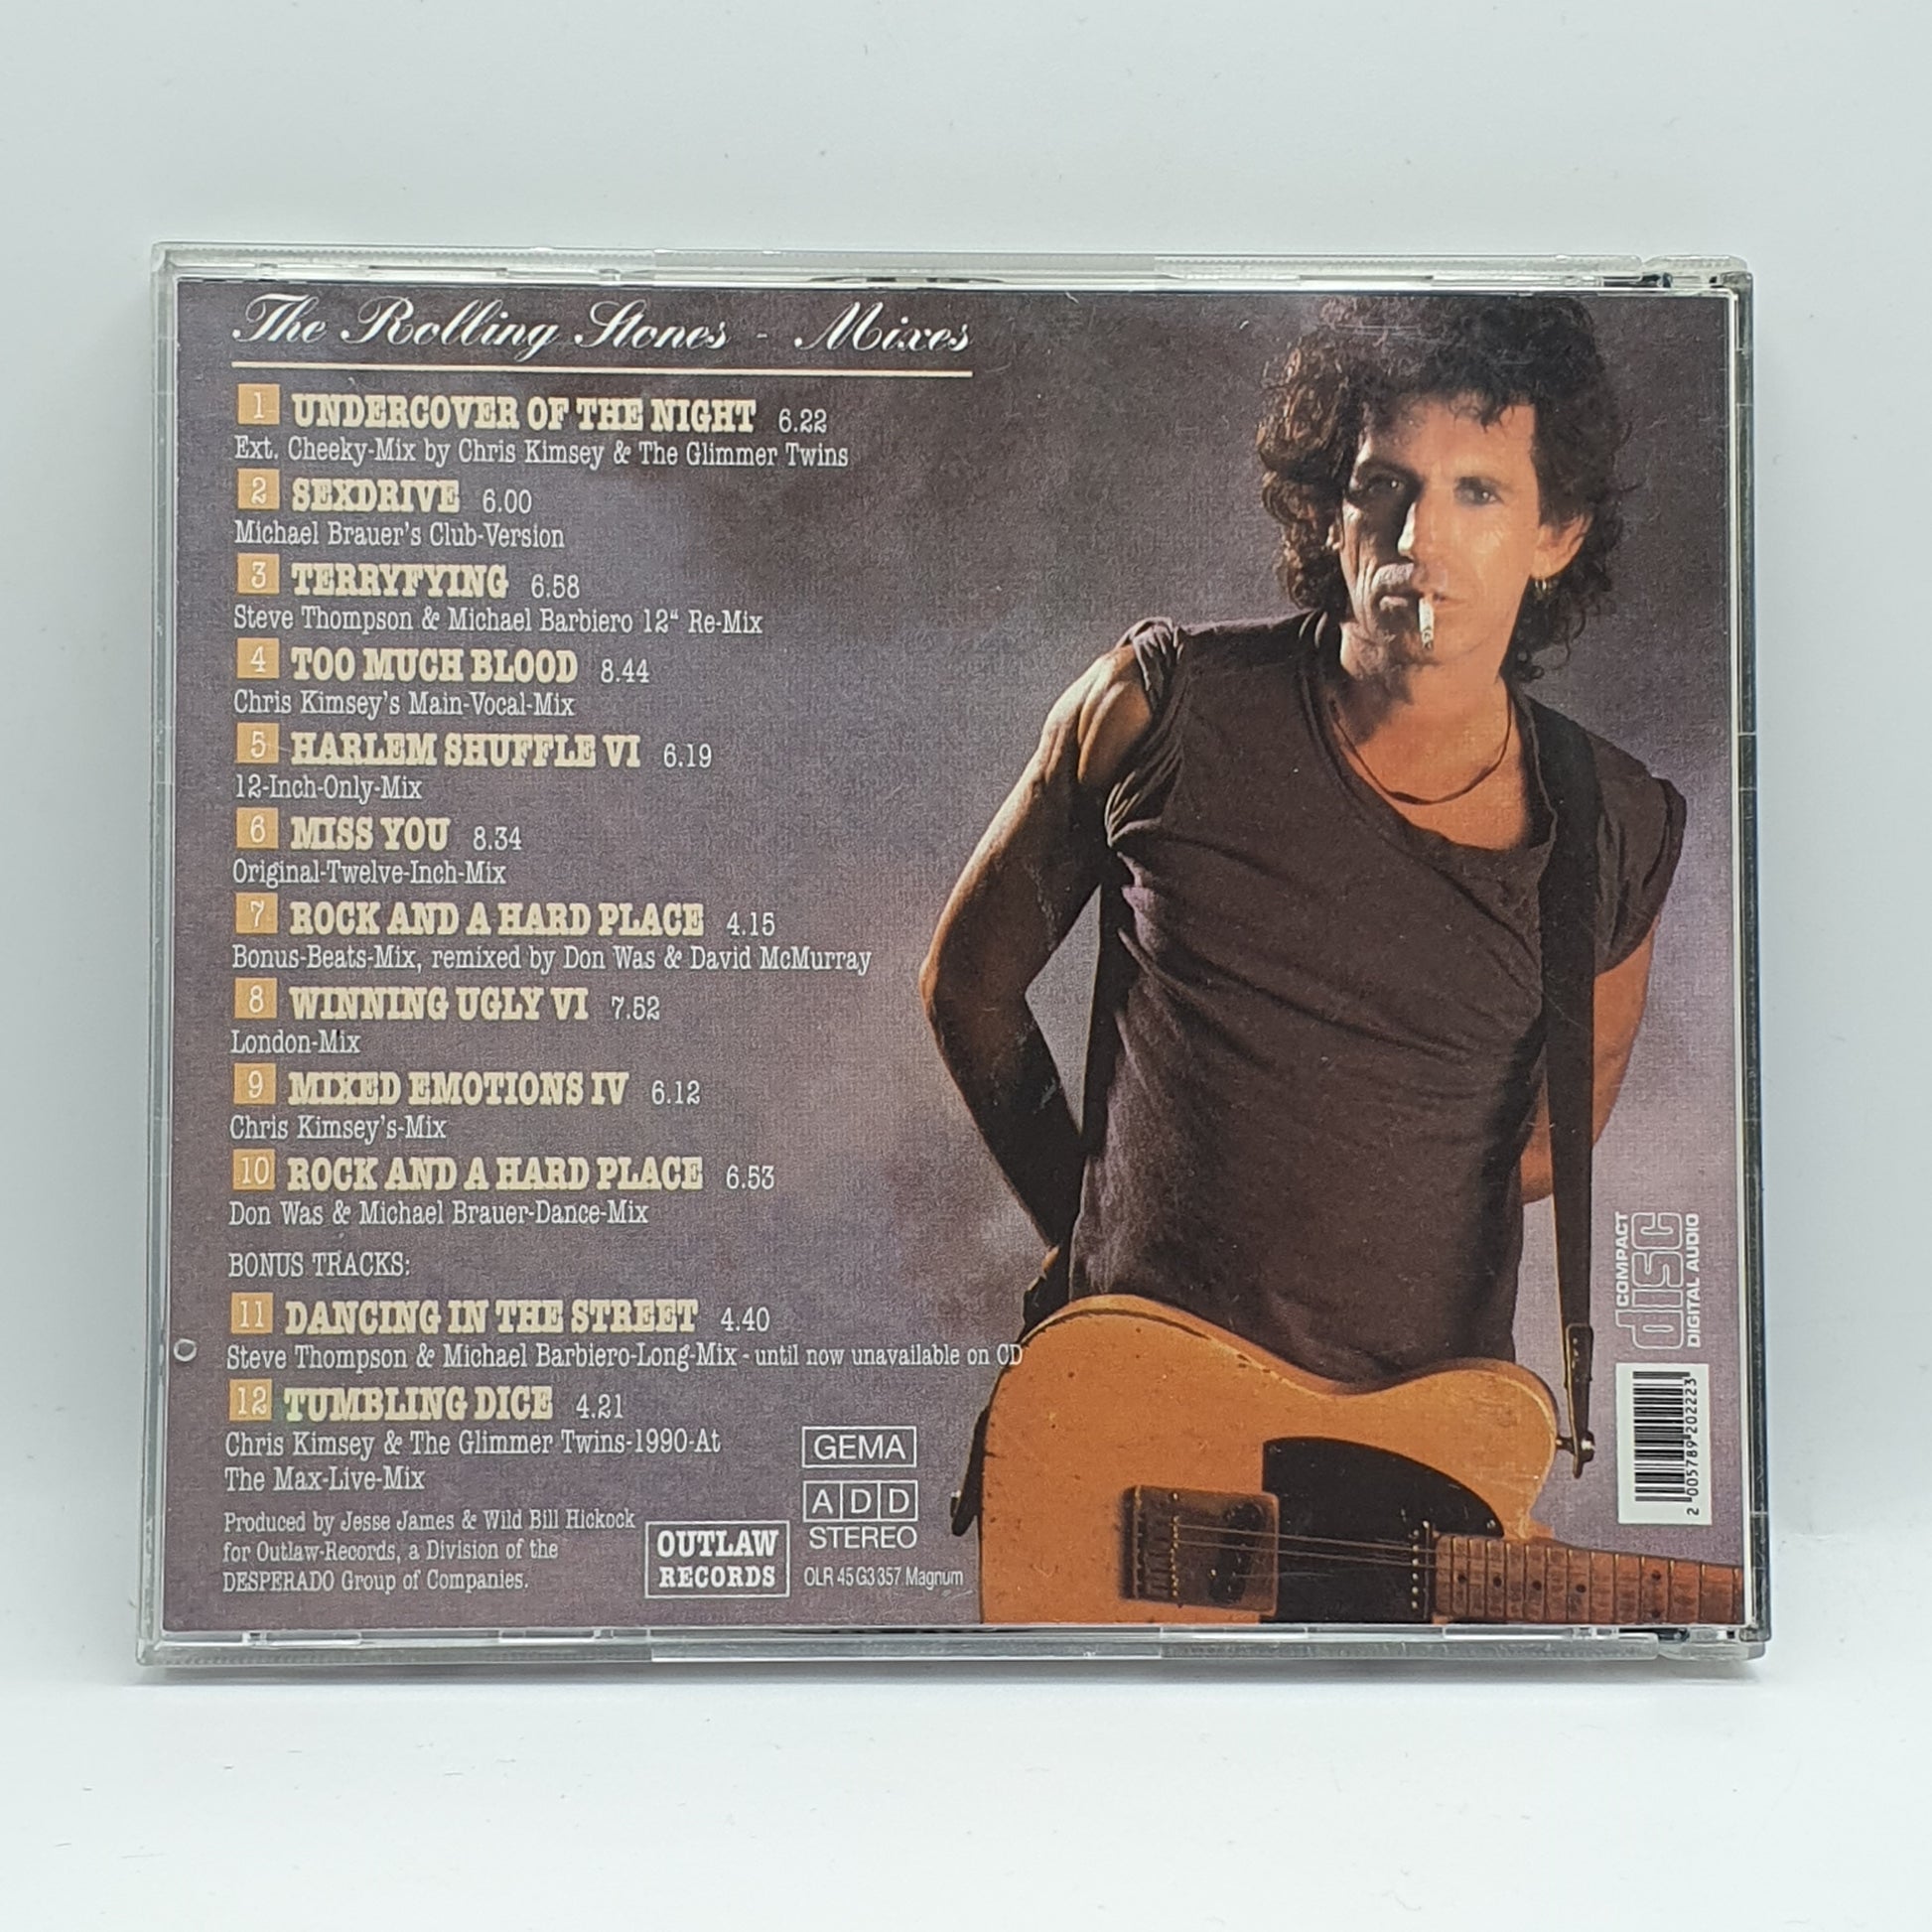 The Rolling Stones - Mixes
1 UNDERCOVER OF THE NIGHT 6.22
Ext. Cheeky-Mix by Chris Kimsey & The Glimmer Twins
2 SEXDRIVE 6.00
Michael Brauer's Club-Version
3 TERRYFYING 6.58
Steve Thompson & Michael Barbiero 12“ Re-Mix
4 TOO MUCH BLOOD 8.44
Chris Kimsey's Main-Vocal-Mix
5 HARLEM SHUFFLE VI 6.19
12-Inch-Only-Mix
6 MISS YOU 8.34
Original-Twelve-Inch-Mix
7 ROCK AND A HARD PLACE 4.15
Bonus-Beats-Mix, remixed by Don Was & David McMurray
8 WINNING UGLY VI 7.52
London-Mix
9 MIXED EMOTIONS IV 6.12
Chris Kimsey's-Mix
10 ROCK AND A HARD PLACE 6.53
Don Was & Michael Brauer-Dance-Mix
BONUS TRACKS:
11 DANCING IN THE STREET 4.40
Steve Thompson & Michael Barbiero-Long-Mix - until now unavailable on CD
12 TUMBLING DICE 4.21
Chris Kimsey & The Glimmer Twins-1990-At
The Max-Live-Mix
Produced by Jesse James & Wild Bill Hickock
for Outlaw-Records, a Division of the
DESPERADO Group of Companies.
OUTLAW
RECORDS
GEMA
ADD
STEREO
OLR 45 G3 357 Magnum
COMPACT
disc
DIGITAL AUDIO
2 005789 202223